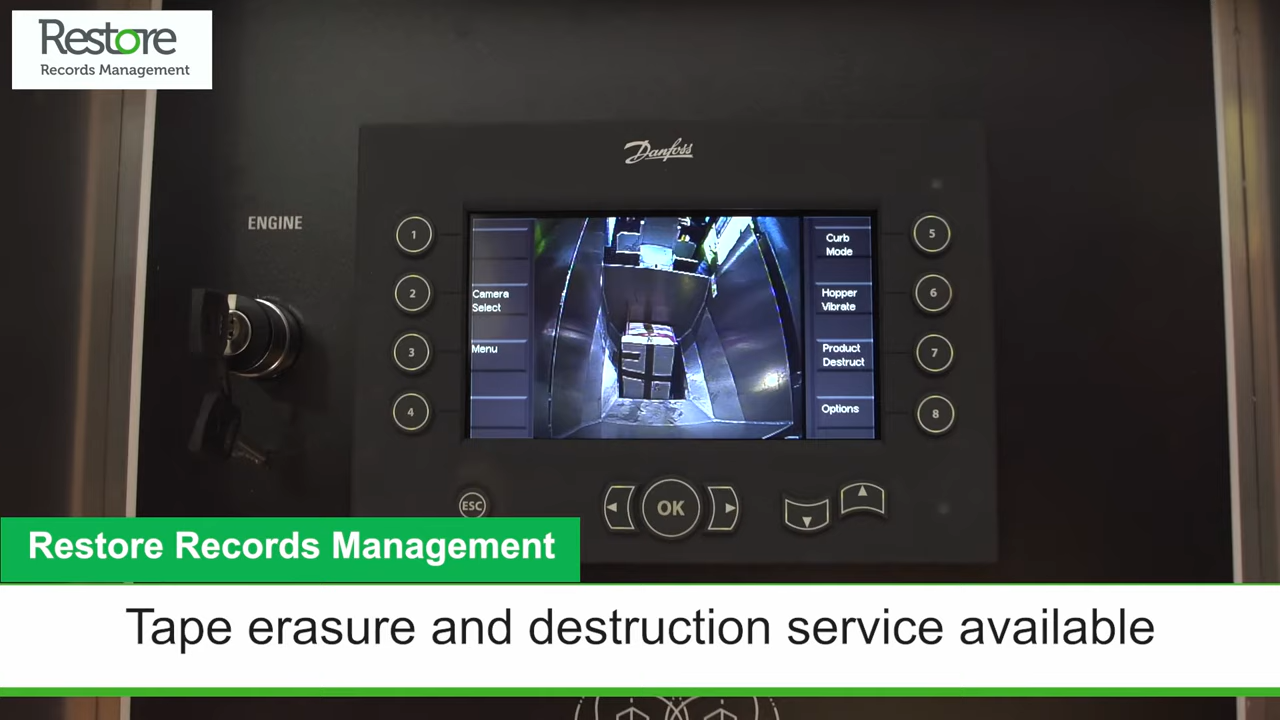 Restore
Records Management
Danfoss
ENGINE
1
2
3
4
Camera
Select
Menu
Curb
Mode
Hopper
Vibrate
Product
Destruct
Options
5
6
7
8
ESC
OK
Restore Records Management
Tape erasure and destruction service available